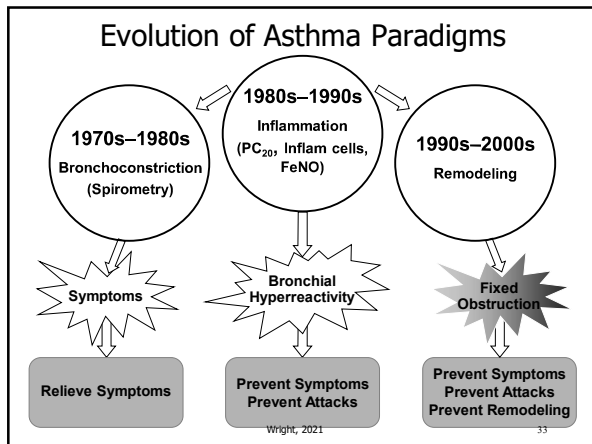 Evolution of Asthma Paradigms
1970s–1980s
Bronchoconstriction
(Spirometry)
1980s–1990s
Inflammation
(PC20, Inflam cells,
FeNO)
1990s–2000s
Remodeling
Symptoms
Bronchial
Hyperreactivity
Fixed
Obstruction
Relieve Symptoms
Prevent Symptoms
Prevent Attacks
Prevent Symptoms
Prevent Attacks
Prevent Remodeling
Wright, 2021
33